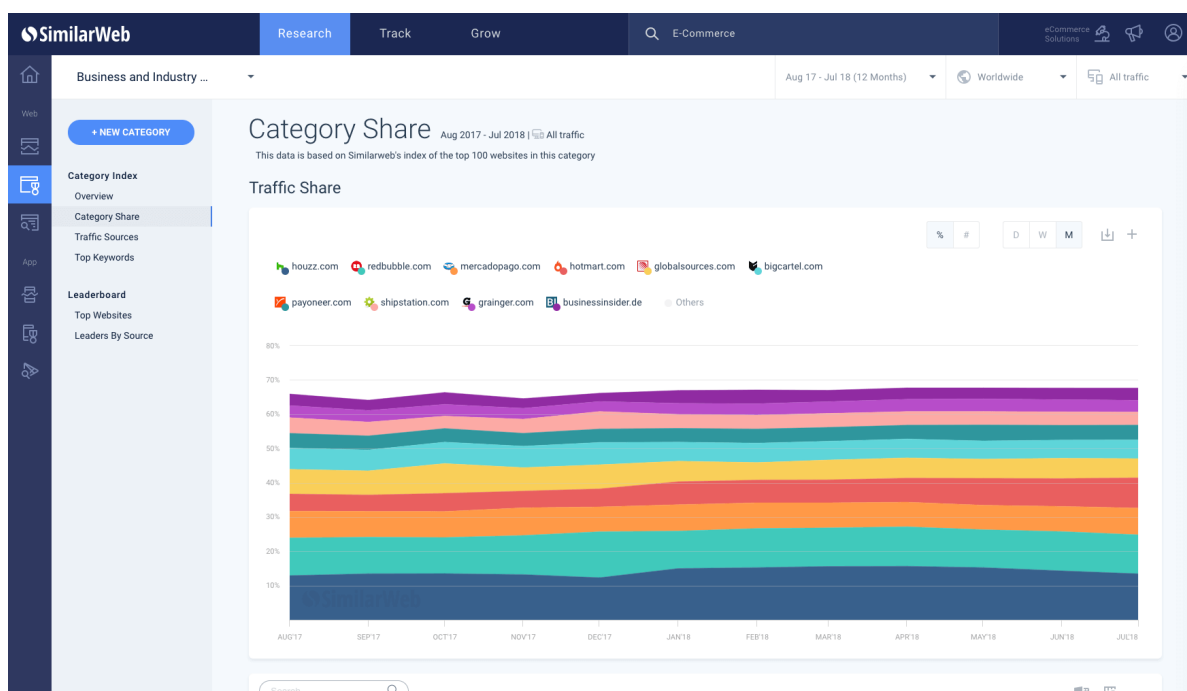 SimilarWeb
Research Track Grow
E-Commerce
eCommerce
Solutions
Business and Industry ...
Aug 17 - Jul 18 (12 Months)
Worldwide
All traffic
Web
App
+ NEW CATEGORY
Category Index
Overview
Category Share
Traffic Sources
Top Keywords
Leaderboard
Top Websites
Leaders By Source
Category Share Aug 2017 - Jul 2018 | All traffic
This data is based on Similarweb's index of the top 100 websites in this category
Traffic Share
% # D W M
houzz.com redbubble.com mercadopago.com hotmart.com globalsources.com bigcartel.com
payoneer.com shipstation.com grainger.com businessinsider.de Others
80%
70%
60%
50%
40%
30%
20%
10%
SimilarWeb
AUG'17 SEP'17 OCT'17 NOV'17 DEC'17 JAN'18 FEB'18 MAR'18 APR'18 MAY'18 JUN'18 JUL'18
Search